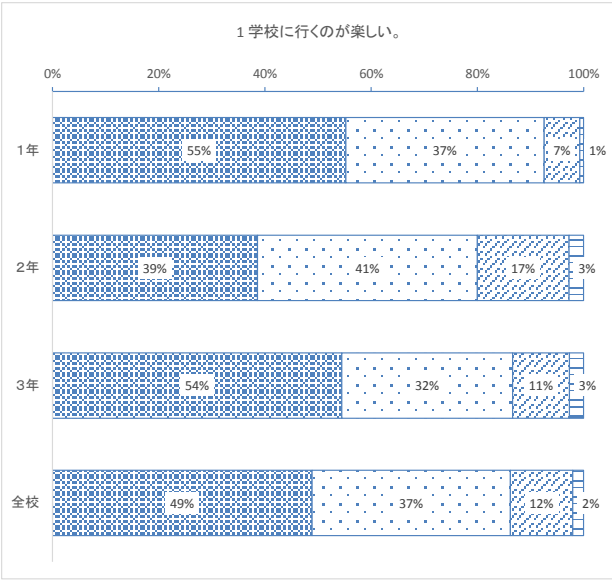 1 学校に行くのが楽しい。
0% 20% 40% 60% 80% 100%
1年 55% 37% 7% 1%
2年 39% 41% 17% 3%
3年 54% 32% 11% 3%
全校 49% 37% 12% 2%